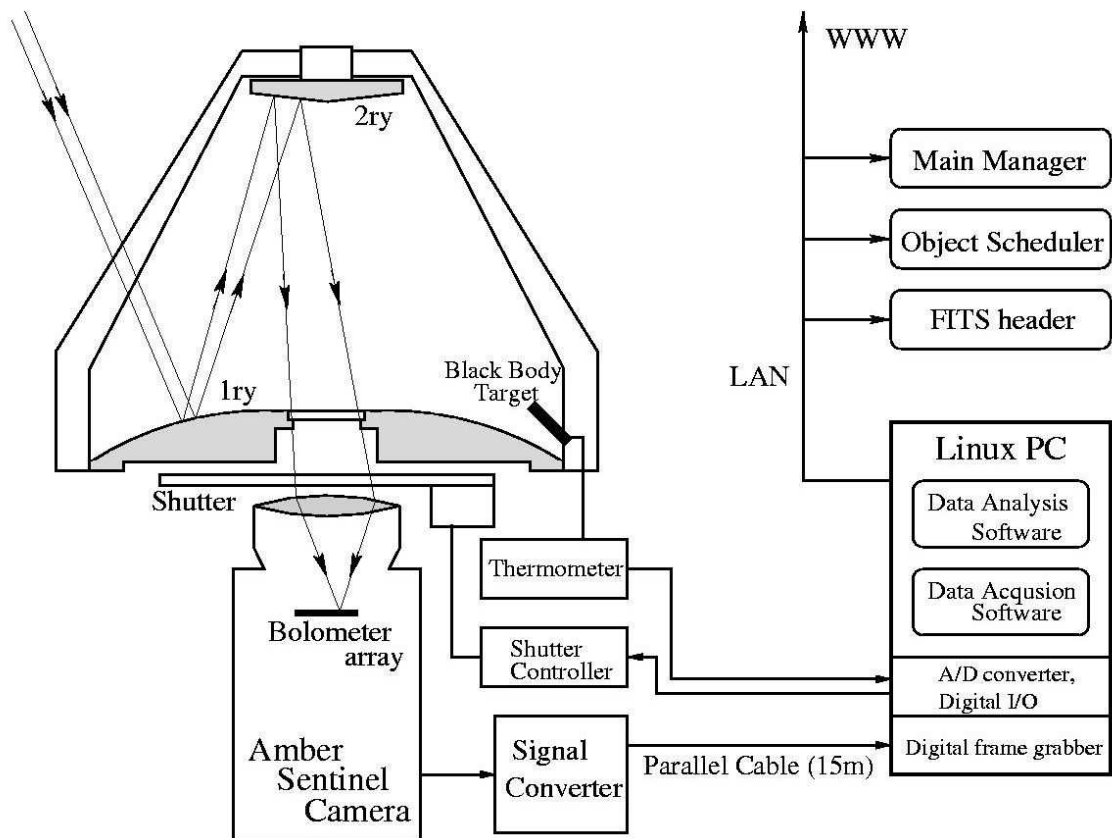 WWW
2ry
Main Manager
Object Scheduler
FITS header
LAN
Black Body
Target
1ry
Shutter
Linux PC
Data Analysis
Software
Data Acqusion
Software
Thermometer
Bolometer
array
Shutter
Controller
A/D converter,
Digital I/O
Amber
Sentinel
Camera
Signal
Converter
Parallel Cable (15m)
Digital frame grabber